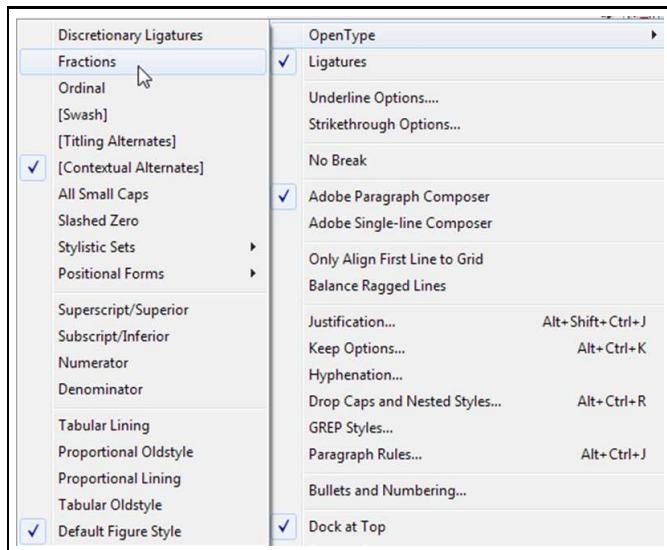 Discretionary Ligatures
Fractions
Ordinal
[Swash]
[Titling Alternates]
[Contextual Alternates]
All Small Caps
Slashed Zero
Stylistic Sets
Positional Forms
Superscript/Superior
Subscript/Inferior
Numerator
Denominator
Tabular Lining
Proportional Oldstyle
Proportional Lining
Tabular Oldstyle
Default Figure Style
OpenType
Ligatures
Underline Options....
Strikethrough Options...
No Break
Adobe Paragraph Composer
Adobe Single-line Composer
Only Align First Line to Grid
Balance Ragged Lines
Justification... Alt+Shift+Ctrl+J
Keep Options... Alt+Ctrl+K
Hyphenation...
Drop Caps and Nested Styles... Alt+Ctrl+R
GREP Styles...
Paragraph Rules... Alt+Ctrl+J
Bullets and Numbering...
Dock at Top